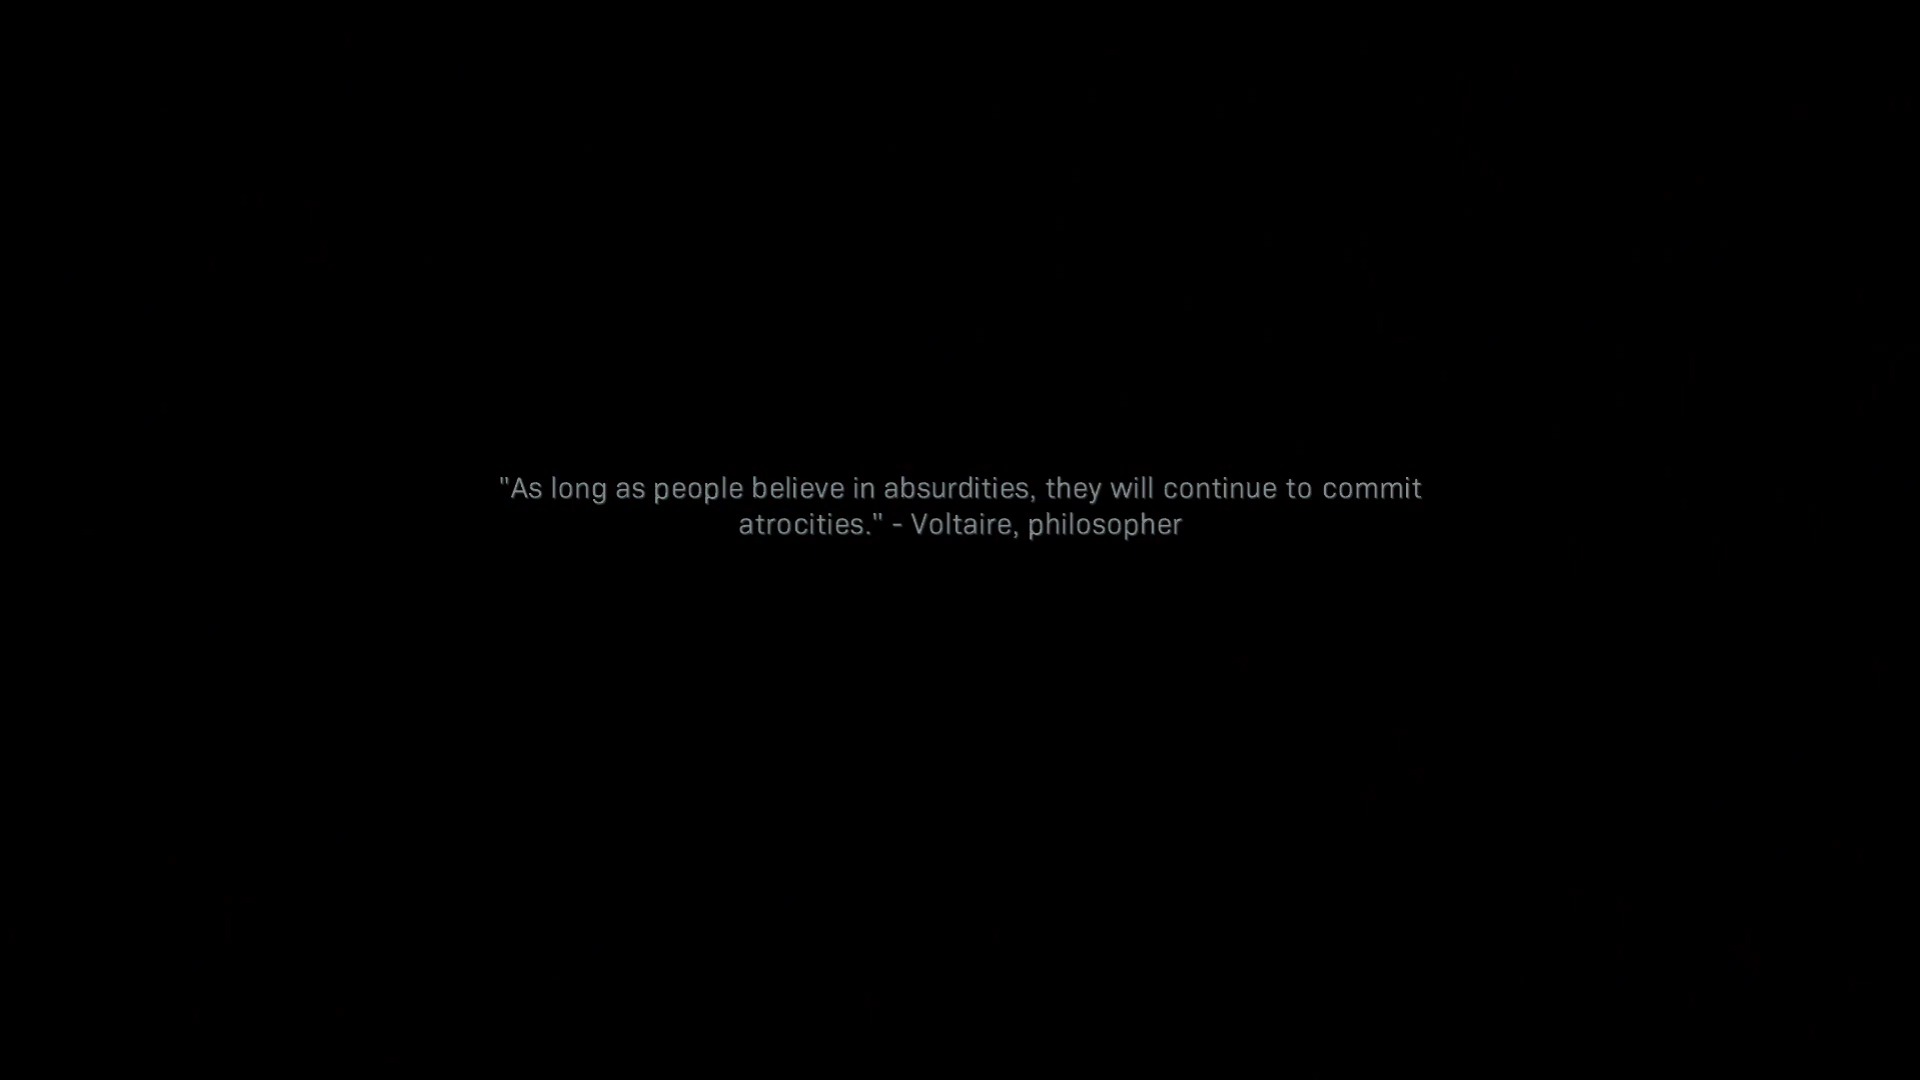 "As long as people believe in absurdities, they will continue to commit
atrocities." - Voltaire, philosopher